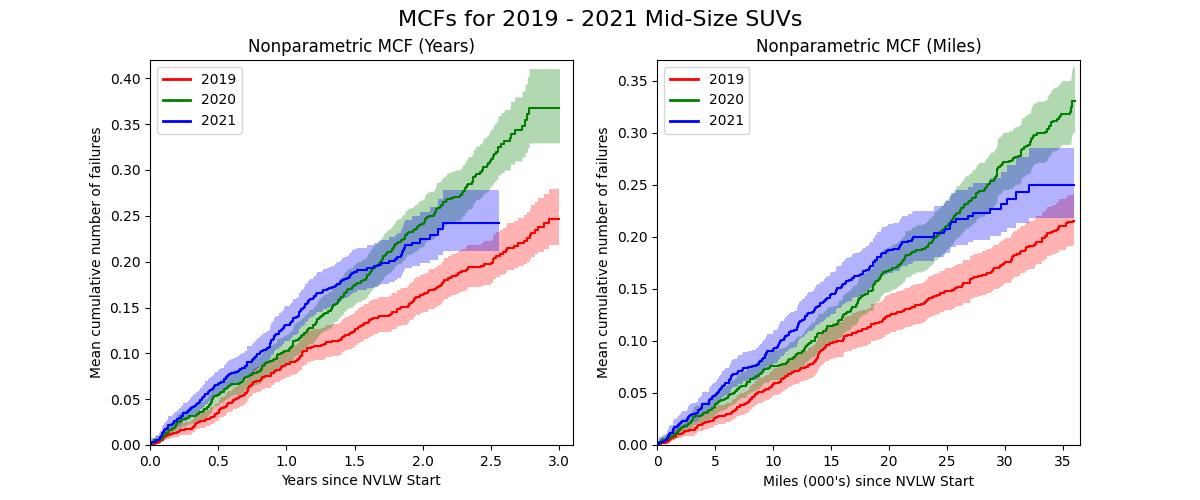 MCFs for 2019 - 2021 Mid-Size SUVs
Nonparametric MCF (Years)
2019
2020
2021
Mean cumulative number of failures
0.40
0.35
0.30
0.25
0.20
0.15
0.10
0.05
0.00
0.0 0.5 1.0 1.5 2.0 2.5 3.0
Years since NVLW Start
Nonparametric MCF (Miles)
2019
2020
2021
Mean cumulative number of failures
0.35
0.30
0.25
0.20
0.15
0.10
0.05
0.00
0 5 10 15 20 25 30 35
Miles (000's) since NVLW Start